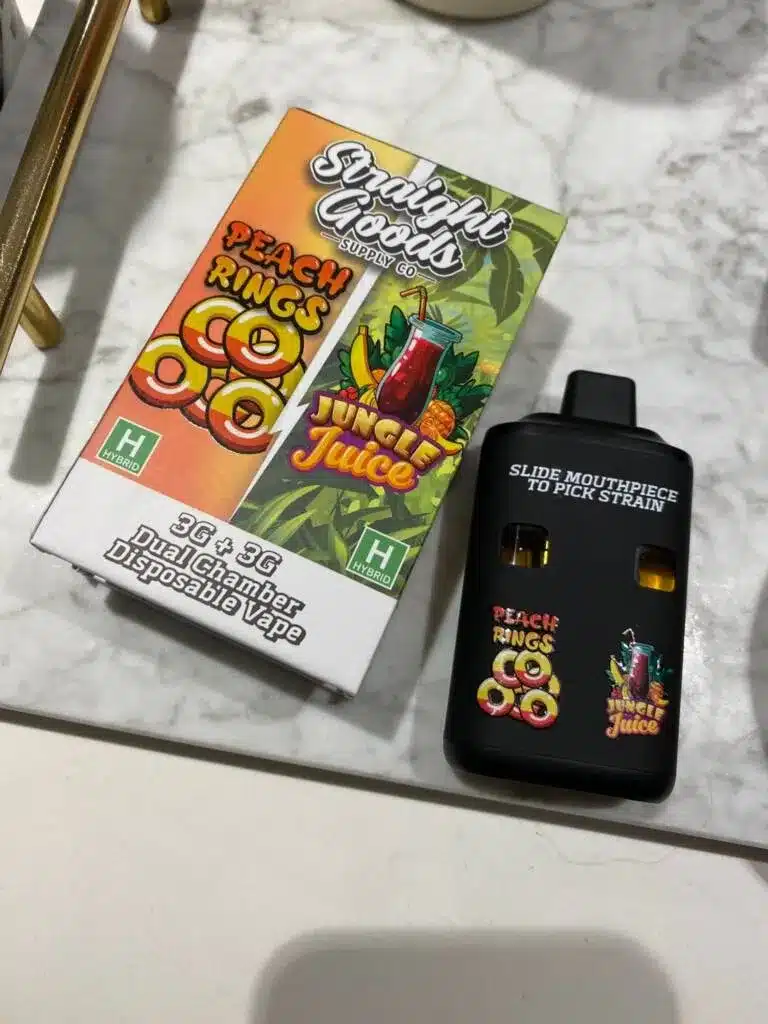 Straight
Goods
SUPPLY CO
PEACH
RINGS
JUNGLE
Juice
H
HYBRID
H
HYBRID
3G + 3G
Dual Chamber
Disposable Vape
SLIDE MOUTHPIECE
TO PICK STRAIN
PEACH
RINGS
JUNGLE
Juice